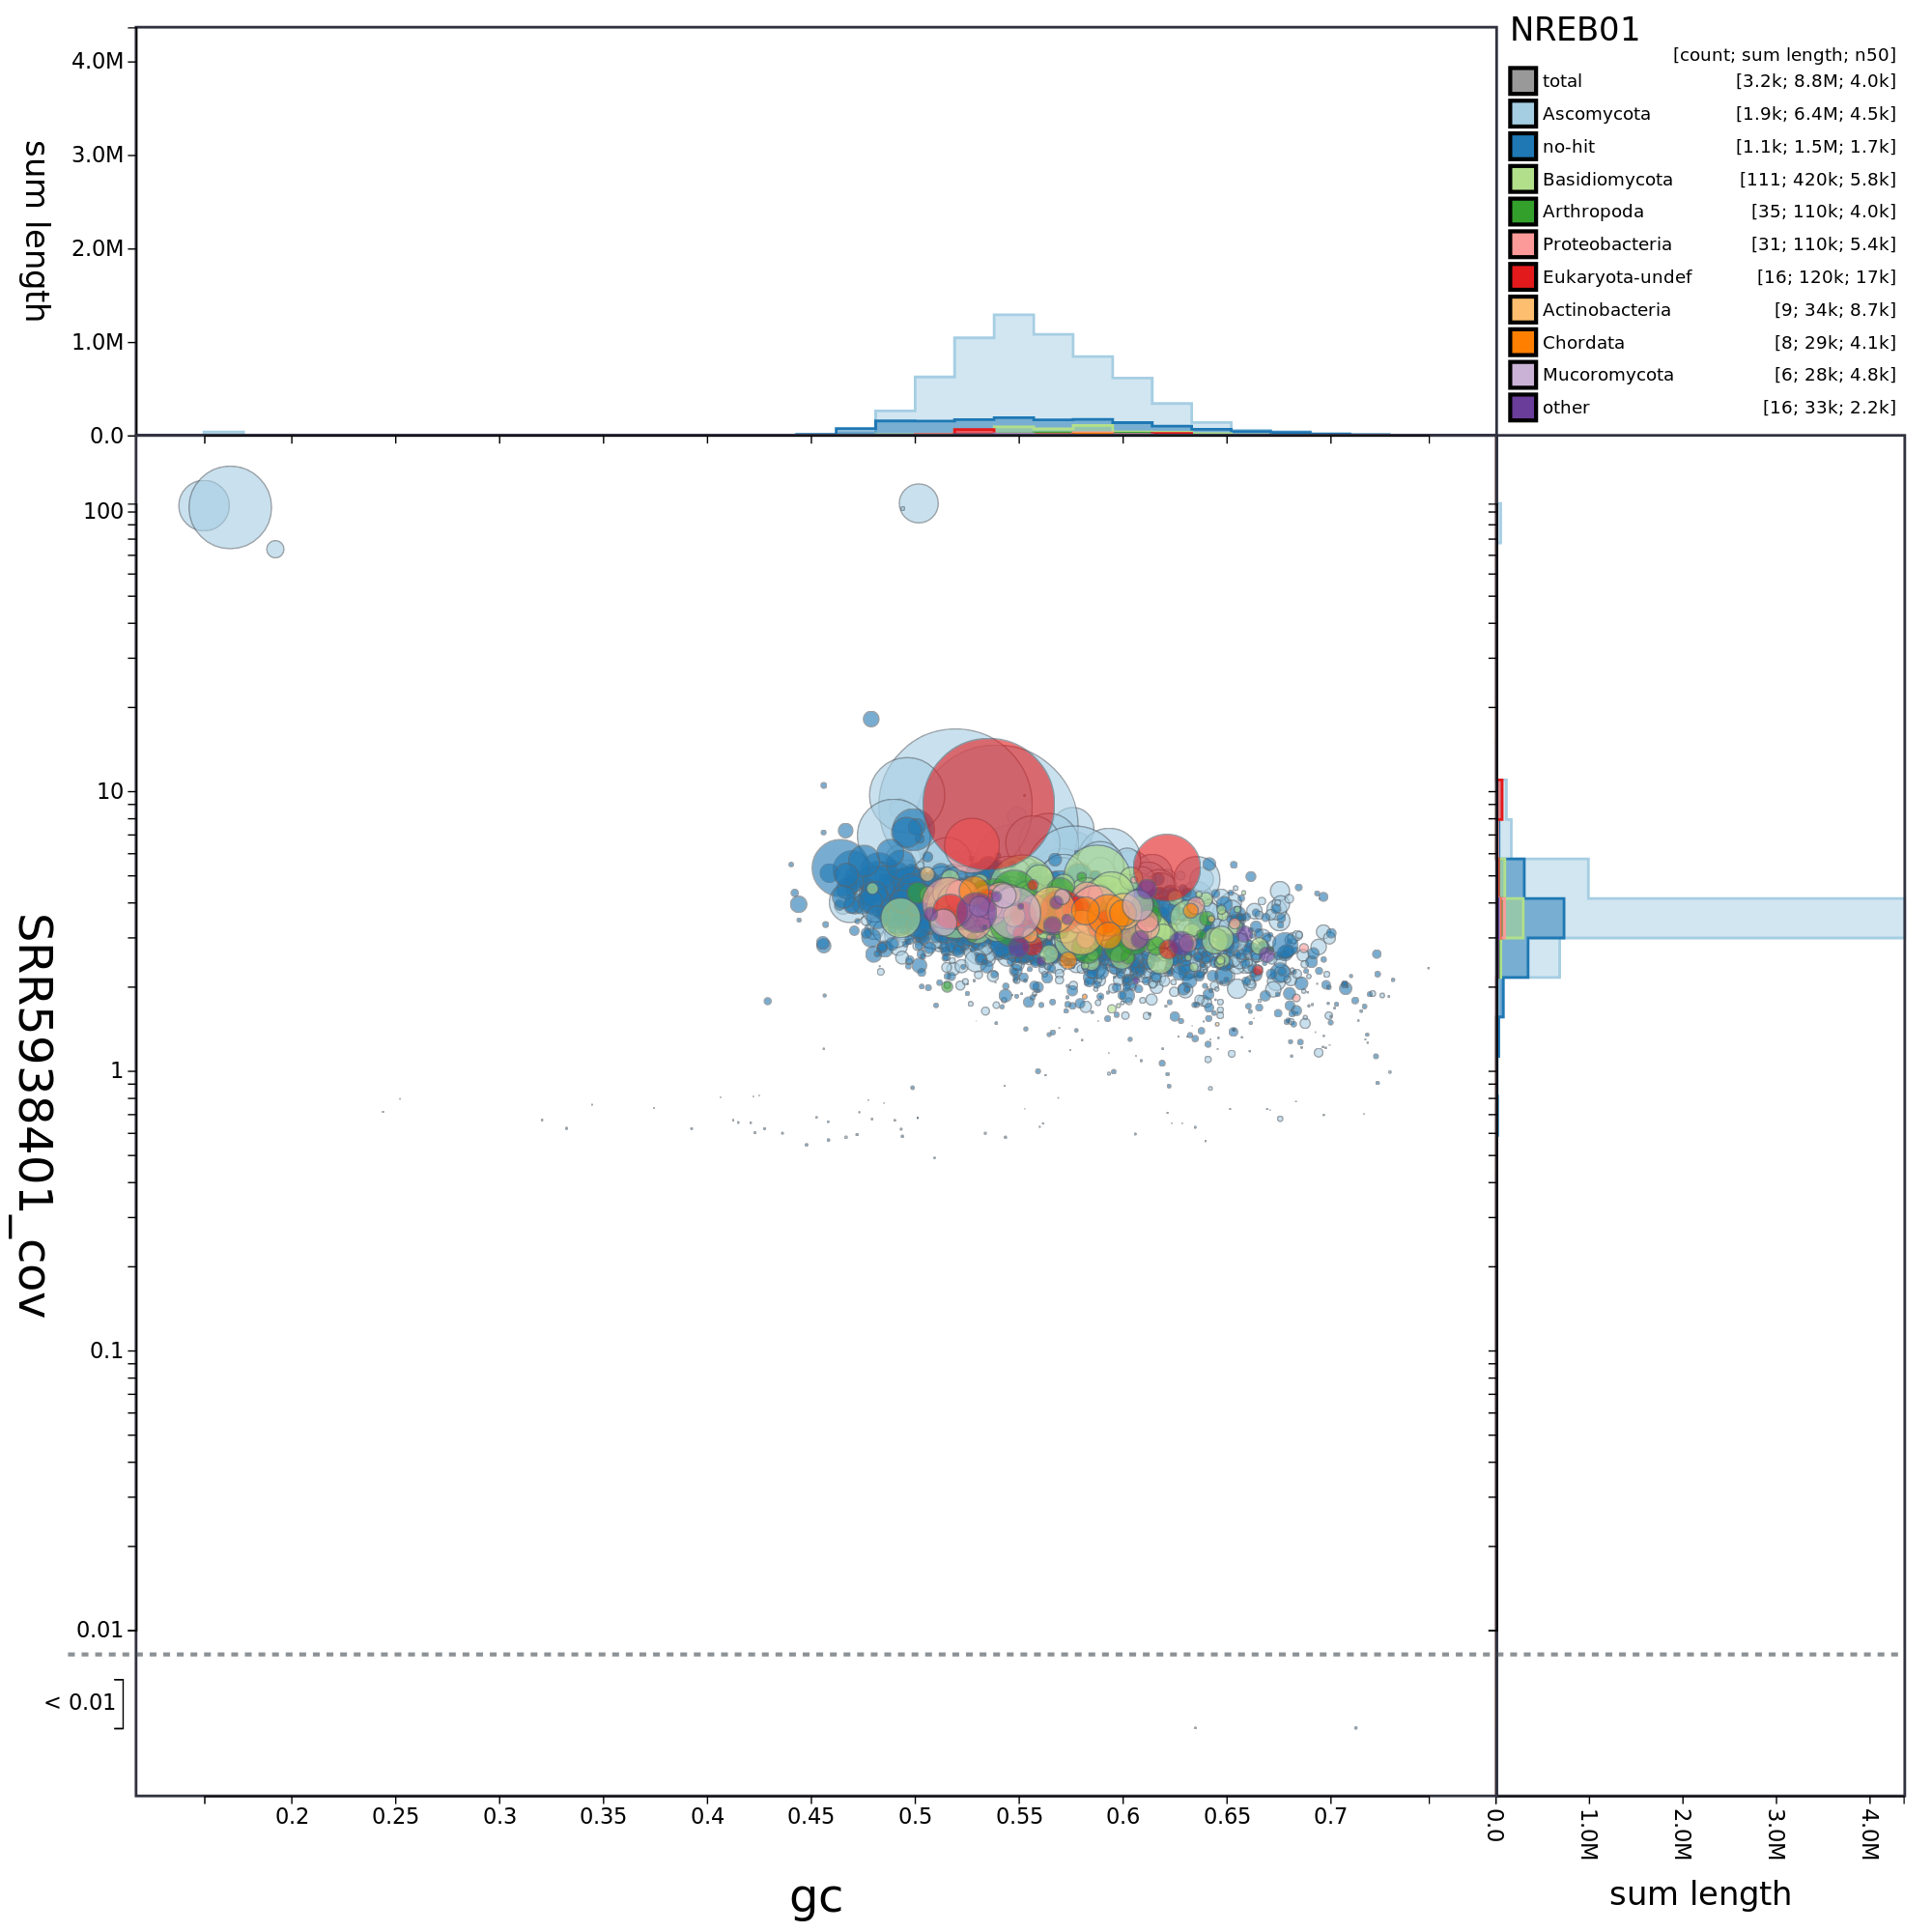 NREB01
[count; sum length; n50]
total [3.2k; 8.8M; 4.0k]
Ascomycota [1.9k; 6.4M; 4.5k]
no-hit [1.1k; 1.5M; 1.7k]
Basidiomycota [111; 420k; 5.8k]
Arthropoda [35; 110k; 4.0k]
Proteobacteria [31; 110k; 5.4k]
Eukaryota-undef [16; 120k; 17k]
Actinobacteria [9; 34k; 8.7k]
Chordata [8; 29k; 4.1k]
Mucoromycota [6; 28k; 4.8k]
other [16; 33k; 2.2k]
sum length
4.0M
3.0M
2.0M
1.0M
0.0
SRR5938401_cov
100
10
1
0.1
0.01
< 0.01
0.2 0.25 0.3 0.35 0.4 0.45 0.5 0.55 0.6 0.65 0.7
gc
0.0 1.0M 2.0M 3.0M 4.0M
sum length